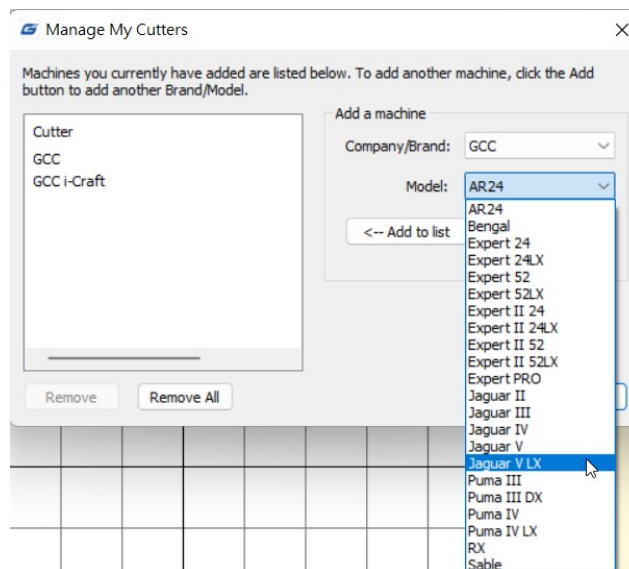 Manage My Cutters
Machines you currently have added are listed below. To add another machine, click the Add
button to add another Brand/Model.
Cutter
GCC
GCC i-Craft
Add a machine
Company/Brand: GCC
Model: AR24
<-- Add to list
AR24
Bengal
Expert 24
Expert 24LX
Expert 52
Expert 52LX
Expert II 24
Expert II 24LX
Expert II 52
Expert II 52LX
Expert PRO
Jaguar II
Jaguar III
Jaguar IV
Jaguar V
Jaguar V LX
Puma III
Puma III DX
Puma IV
Puma IV LX
RX
Sable
Remove
Remove All